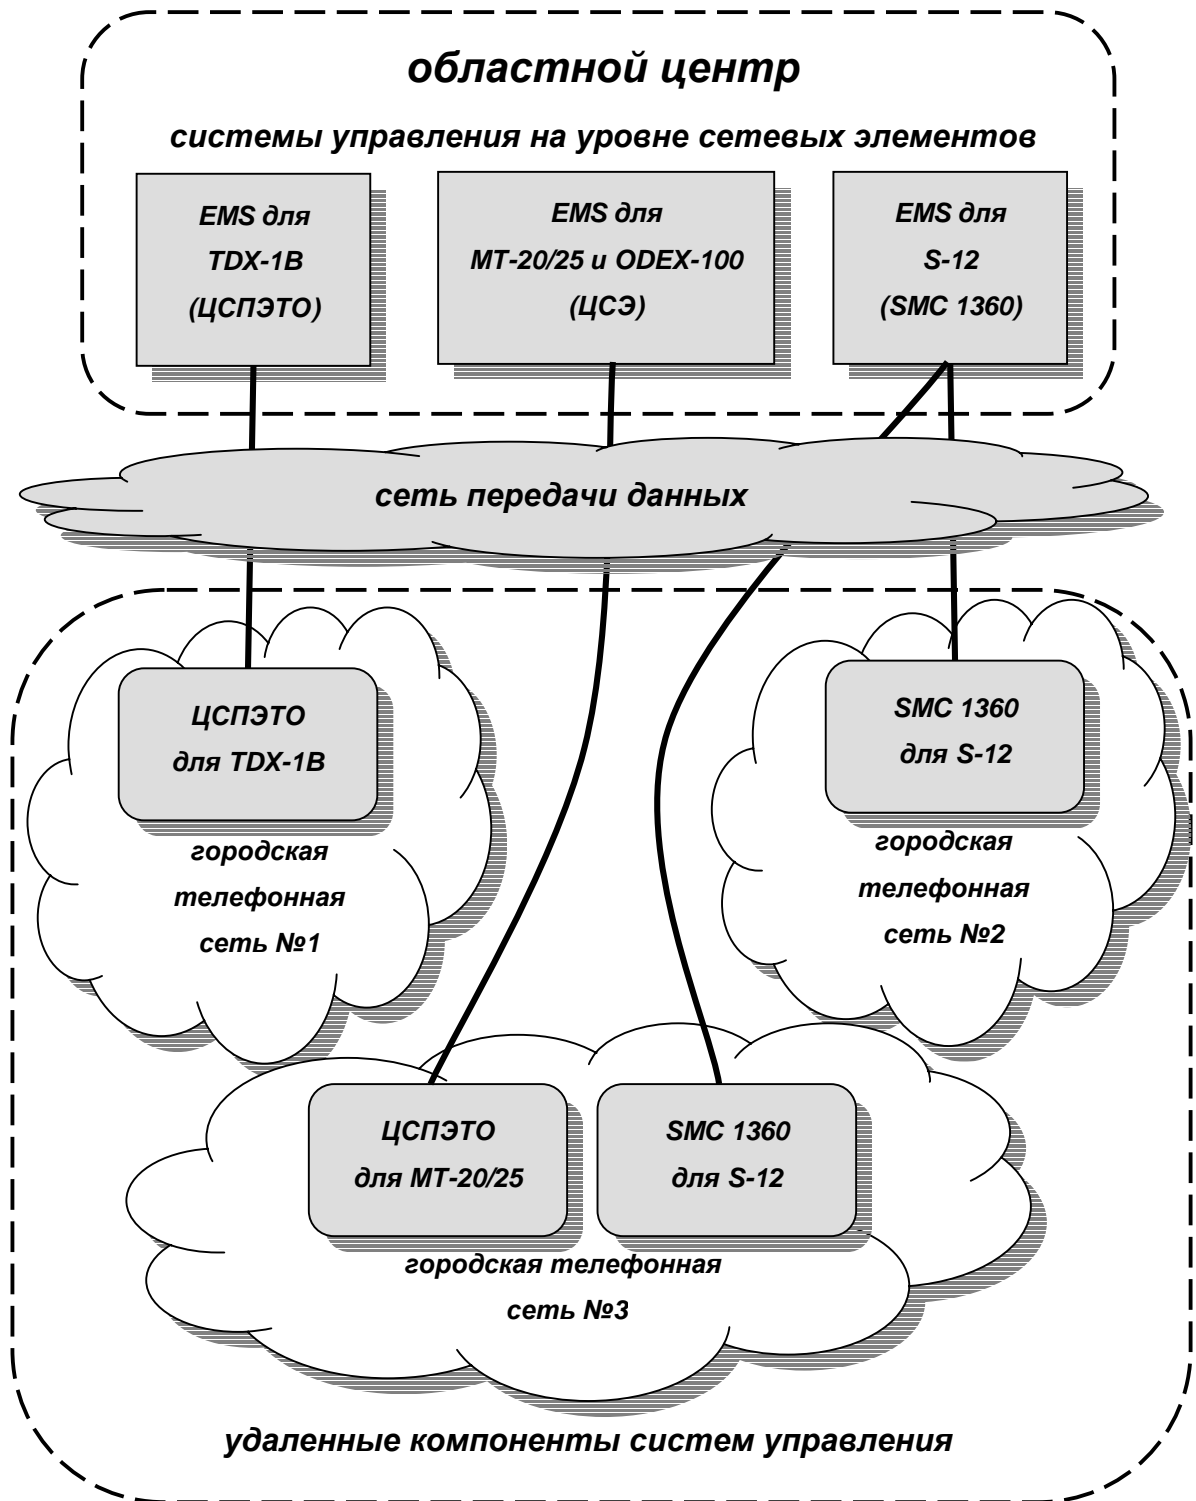 областной центр
системы управления на уровне сетевых элементов
EMS для
TDX-1B
(ЦСПЭТО)
EMS для
МТ-20/25 и ODEX-100
(ЦСЭ)
EMS для
S-12
(SMC 1360)
сеть передачи данных
ЦСПЭТО
для TDX-1B
городская
телефонная
сеть №1
SMC 1360
для S-12
городская
телефонная
сеть №2
ЦСПЭТО
для МТ-20/25
SMC 1360
для S-12
городская телефонная
сеть №3
удаленные компоненты систем управления